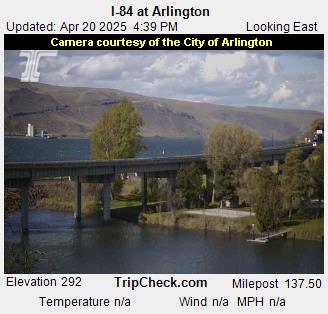 I-84 at Arlington
Updated: Apr 20 2025 4:39 PM Looking East
Camera courtesy of the City of Arlington
Elevation 292 TripCheck.com Milepost 137.50
Temperature n/a Wind n/a MPH n/a